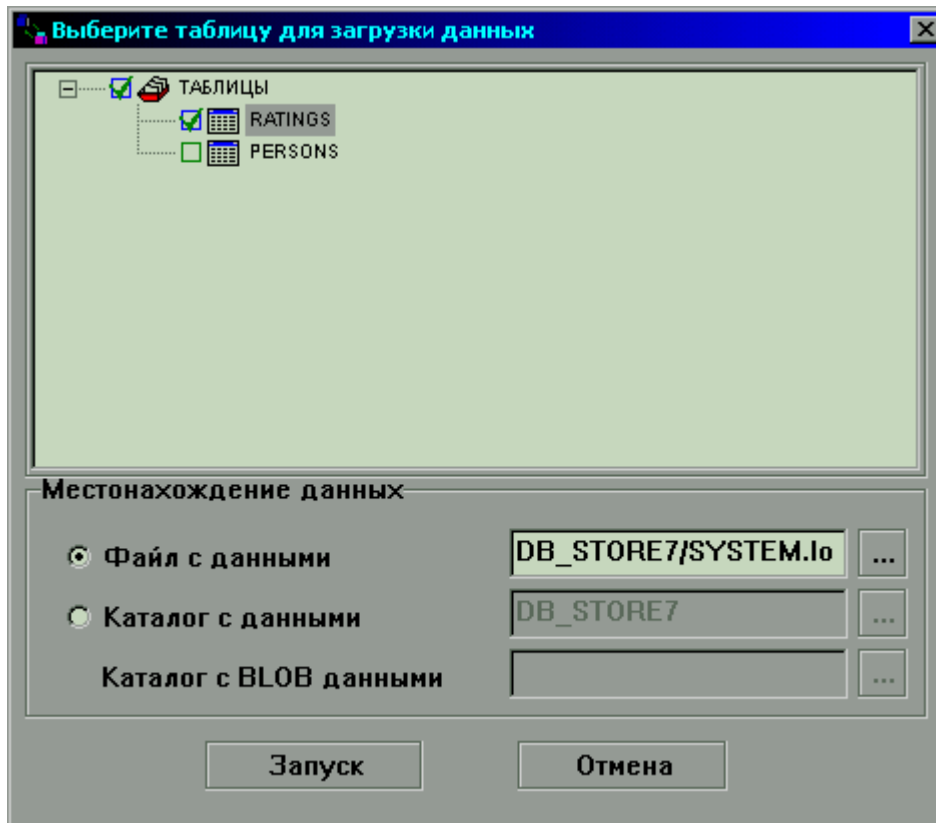 Выберите таблицу для загрузки данных
ТАБЛИЦЫ
RATINGS
PERSONS
Местонахождение данных
Файл с данными DB_STORE7/SYSTEM.lo ...
Каталог с данными DB_STORE7 ...
Каталог с BLOB данными ...
Запуск Отмена